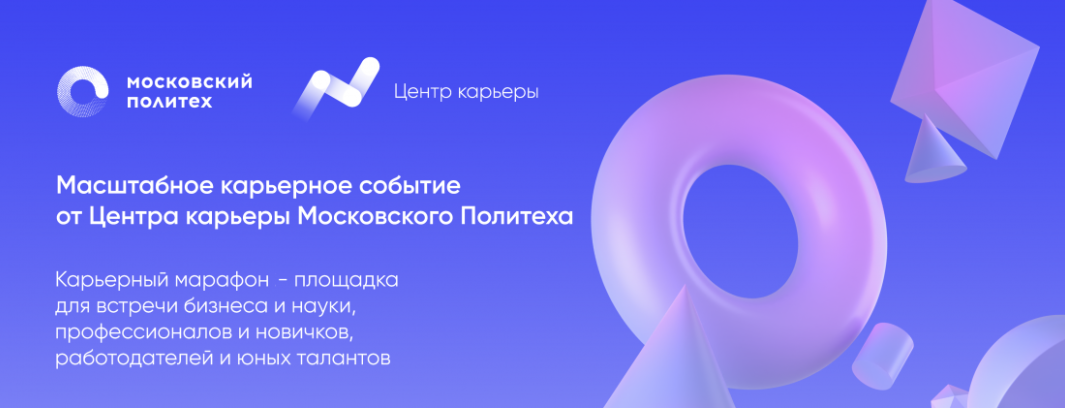 московский
политех
Центр карьеры
Масштабное карьерное событие
от Центра карьеры Московского Политеха
Карьерный марафон - площадка
для встречи бизнеса и науки,
профессионалов и новичков,
работодателей и юных талантов